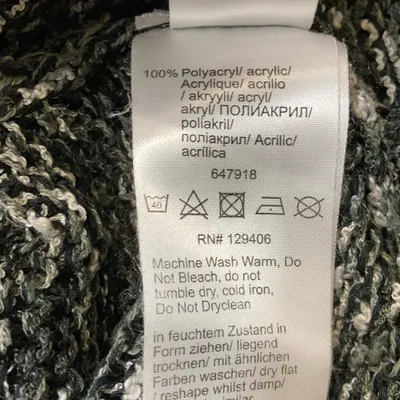 100% Polyacryl/ acrylic/
Acrylique/ acrilio
/ akryyli/ acryl/
akryl/ ПОЛИАКРИЛ/
poliakril/
поліакрил/ Acrilic/
acrílica
647918
40
RN# 129406
Machine Wash Warm, Do
Not Bleach, do not
tumble dry, cold iron,
Do Not Dryclean
in feuchtem Zustand in
Form ziehen/ liegend
trocknen/ mit ähnlichen
Farben waschen/ dry flat
/ reshape whilst damp/
similar